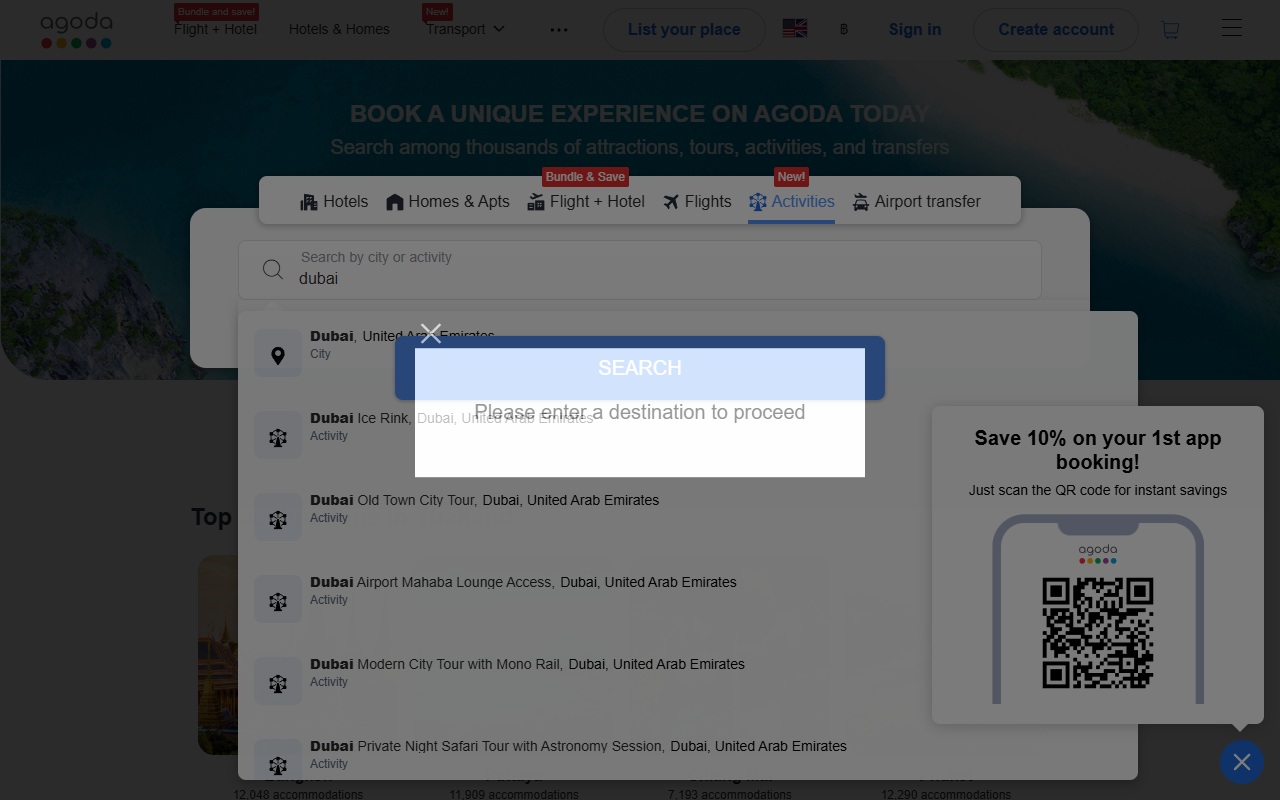 agoda
Bundle and save!
Flight + Hotel
Hotels & Homes
New!
Transport
List your place
฿
Sign in
Create account
BOOK A UNIQUE EXPERIENCE ON AGODA TODAY
Search among thousands of attractions, tours, activities, and transfers
Bundle & Save
New!
Hotels
Homes & Apts
Flight + Hotel
Flights
Activities
Airport transfer
Search by city or activity
dubai
Dubai, United Arab Emirates
City
SEARCH
Please enter a destination to proceed
Dubai Ice Rink, Dubai, United Arab Emirates
Activity
Dubai Old Town City Tour, Dubai, United Arab Emirates
Activity
Dubai Airport Mahaba Lounge Access, Dubai, United Arab Emirates
Activity
Dubai Modern City Tour with Mono Rail, Dubai, United Arab Emirates
Activity
Dubai Private Night Safari Tour with Astronomy Session, Dubai, United Arab Emirates
Activity
Top
Save 10% on your 1st app
booking!
Just scan the QR code for instant savings
agoda
12,048 accommodations
11,909 accommodations
7,193 accommodations
12,290 accommodations